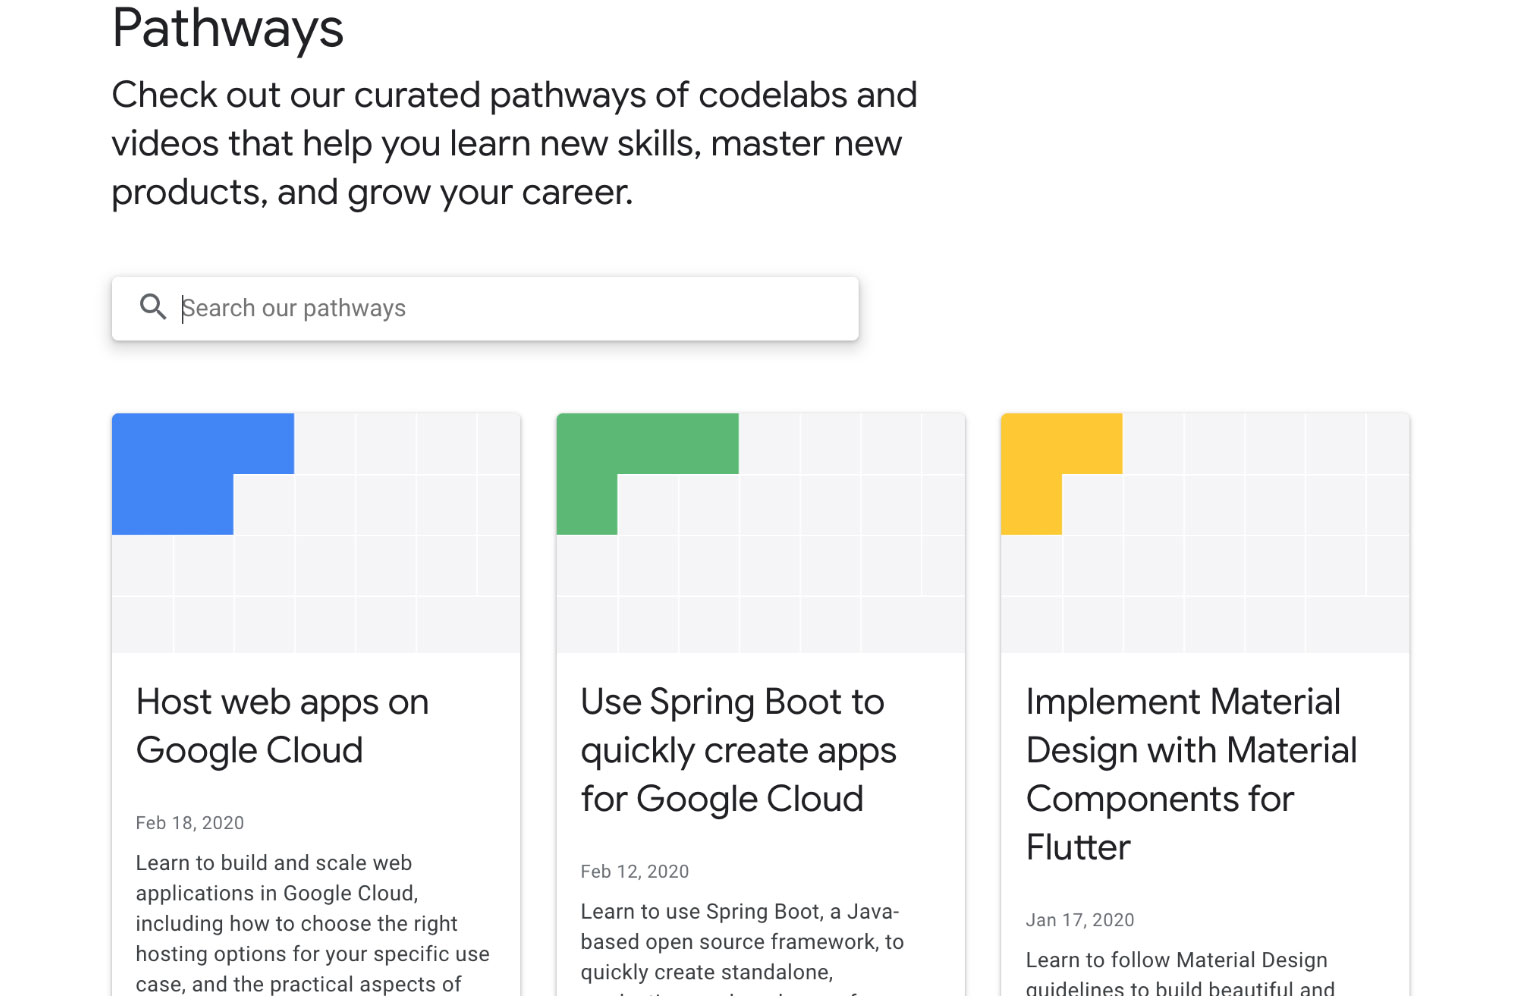 Pathways
Check out our curated pathways of codelabs and
videos that help you learn new skills, master new
products, and grow your career.
Search our pathways
Host web apps on
Google Cloud
Feb 18, 2020
Learn to build and scale web
applications in Google Cloud,
including how to choose the right
hosting options for your specific use
case, and the practical aspects of
Use Spring Boot to
quickly create apps
for Google Cloud
Feb 12, 2020
Learn to use Spring Boot, a Java-
based open source framework, to
quickly create standalone,
Implement Material
Design with Material
Components for
Flutter
Jan 17, 2020
Learn to follow Material Design
guidelines to build beautiful and